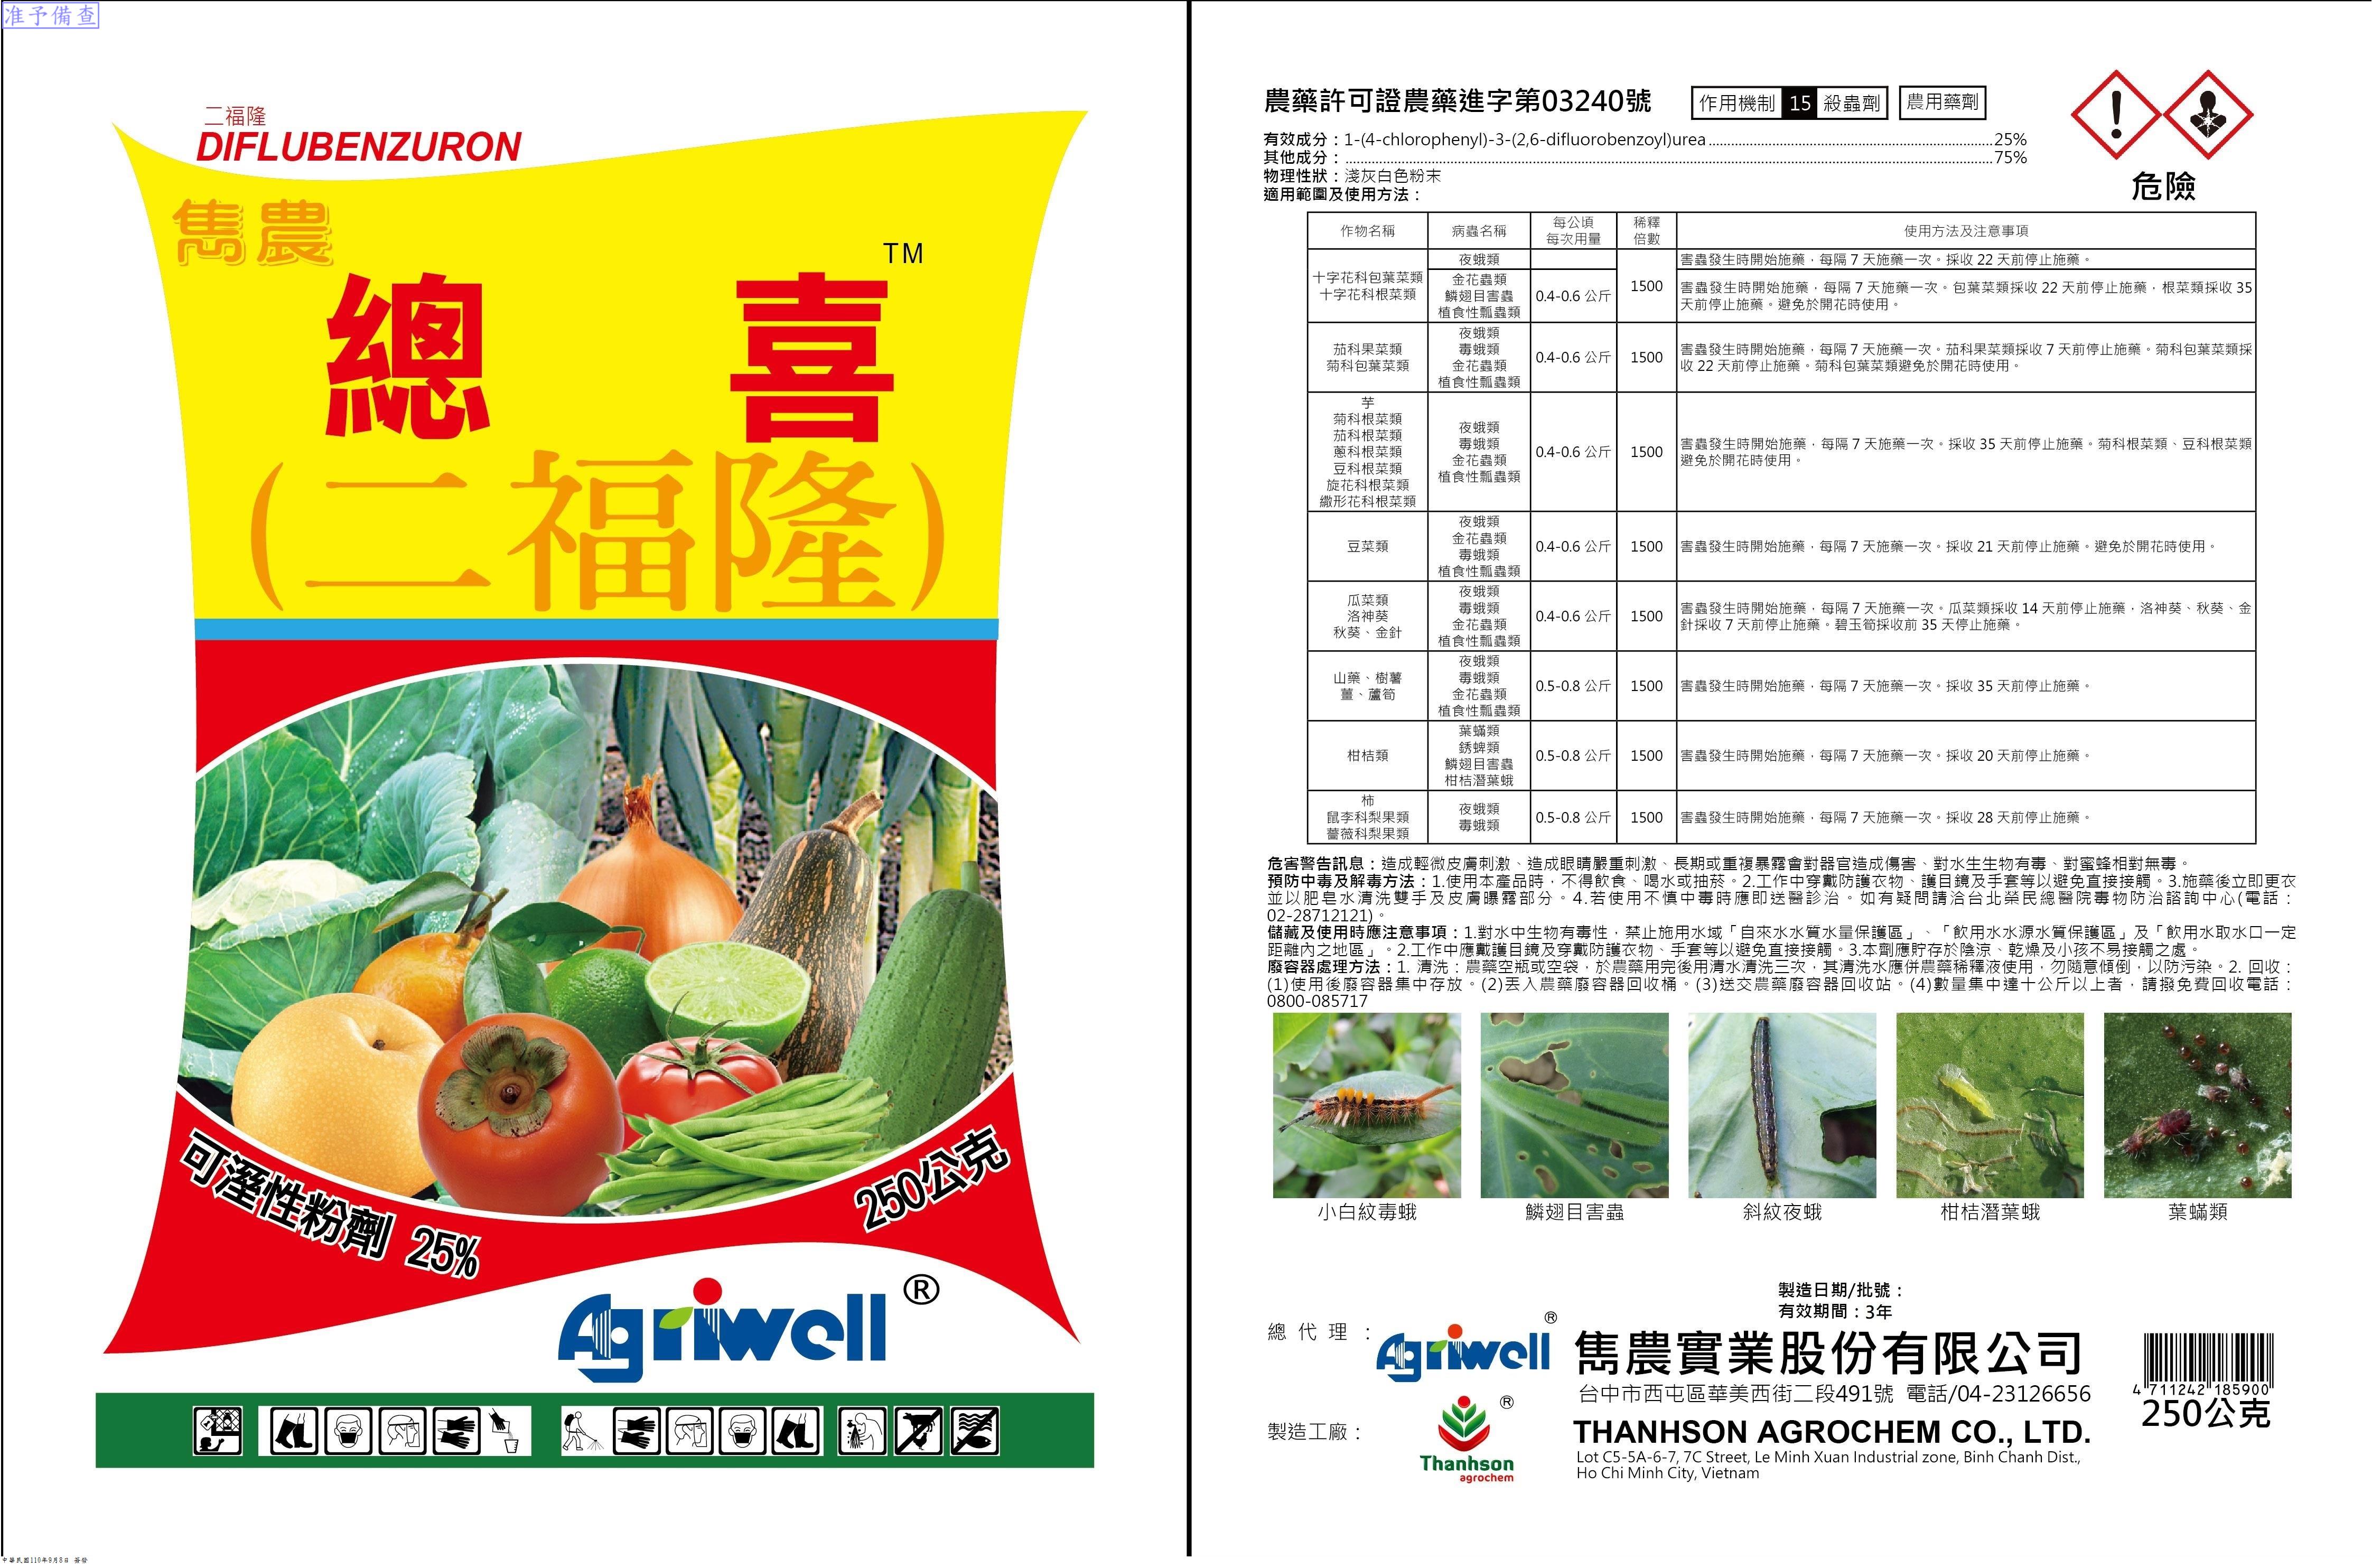 准予備查
二福隆
DIFLUBENZURON
雋農
總 喜 TM
(二福隆)
可溼性粉劑 25%
250公克
Agriwell ®
中華民國110年9月8日 簽發
農藥許可證農藥進字第03240號
作用機制 15 殺蟲劑
農用藥劑
有效成分：1-(4-chlorophenyl)-3-(2,6-difluorobenzoyl)urea 25%
其他成分： 75%
物理性狀：淺灰白色粉末
適用範圍及使用方法：
危險
作物名稱 病蟲名稱 每公頃每次用量 稀釋倍數 使用方法及注意事項
十字花科包葉菜類
十字花科根菜類
夜蛾類
1500
害蟲發生時開始施藥，每隔 7 天施藥一次。採收 22 天前停止施藥。
金花蟲類
鱗翅目害蟲
植食性瓢蟲類
0.4-0.6 公斤
害蟲發生時開始施藥，每隔 7 天施藥一次。包葉菜類採收 22 天前停止施藥，根菜類採收 35
天前停止施藥。避免於開花時使用。
茄科果菜類
菊科包葉菜類
夜蛾類
毒蛾類
金花蟲類
植食性瓢蟲類
0.4-0.6 公斤
1500
害蟲發生時開始施藥，每隔 7 天施藥一次。茄科果菜類採收 7 天前停止施藥。菊科包葉菜類採
收 22 天前停止施藥。菊科包葉菜類避免於開花時使用。
芋
菊科根菜類
茄科根菜類
蔥科根菜類
豆科根菜類
旋花科根菜類
繖形花科根菜類
夜蛾類
毒蛾類
金花蟲類
植食性瓢蟲類
0.4-0.6 公斤
1500
害蟲發生時開始施藥，每隔 7 天施藥一次。採收 35 天前停止施藥。菊科根菜類、豆科根菜類
避免於開花時使用。
豆菜類
夜蛾類
金花蟲類
毒蛾類
植食性瓢蟲類
0.4-0.6 公斤
1500
害蟲發生時開始施藥，每隔 7 天施藥一次。採收 21 天前停止施藥。避免於開花時使用。
瓜菜類
洛神葵
秋葵、金針
夜蛾類
毒蛾類
金花蟲類
植食性瓢蟲類
0.4-0.6 公斤
1500
害蟲發生時開始施藥，每隔 7 天施藥一次。瓜菜類採收 14 天前停止施藥，洛神葵、秋葵、金
針採收 7 天前停止施藥。碧玉筍採收前 35 天停止施藥。
山藥、樹薯
薑、蘆筍
夜蛾類
毒蛾類
金花蟲類
植食性瓢蟲類
0.5-0.8 公斤
1500
害蟲發生時開始施藥，每隔 7 天施藥一次。採收 35 天前停止施藥。
柑桔類
葉蟎類
銹蜱類
鱗翅目害蟲
柑桔潛葉蛾
0.5-0.8 公斤
1500
害蟲發生時開始施藥，每隔 7 天施藥一次。採收 20 天前停止施藥。
柿
鼠李科梨果類
薔薇科梨果類
夜蛾類
毒蛾類
0.5-0.8 公斤
1500
害蟲發生時開始施藥，每隔 7 天施藥一次。採收 28 天前停止施藥。
危害警告訊息：造成輕微皮膚刺激、造成眼睛嚴重刺激、長期或重複暴露會對器官造成傷害、對水生生物有毒、對蜜蜂相對無毒。
預防中毒及解毒方法：1.使用本產品時，不得飲食、喝水或抽菸。2.工作中穿戴防護衣物、護目鏡及手套等以避免直接接觸。3.施藥後立即更衣
並以肥皂水清洗雙手及皮膚曝露部分。4.若使用不慎中毒時應即送醫診治。如有疑問請洽台北榮民總醫院毒物防治諮詢中心(電話：
02-28712121)。
儲藏及使用時應注意事項：1.對水中生物有毒性，禁止施用水域「自來水水質水量保護區」、「飲用水水源水質保護區」及「飲用水取水口一定
距離內之地區」。2.工作中應戴護目鏡及穿戴防護衣物、手套等以避免直接接觸。3.本劑應貯存於陰涼、乾燥及小孩不易接觸之處。
廢容器處理方法：1. 清洗：農藥空瓶或空袋，於農藥用完後用清水清洗三次，其清洗水應併農藥稀釋液使用，勿隨意傾倒，以防污染。2. 回收：
(1)使用後廢容器集中存放。(2)丟入農藥廢容器回收桶。(3)送交農藥廢容器回收站。(4)數量集中達十公斤以上者，請撥免費回收電話：
0800-085717
小白紋毒蛾 鱗翅目害蟲 斜紋夜蛾 柑桔潛葉蛾 葉蟎類
製造日期/批號：
有效期間：3年
總代理：
Agriwell ®
雋農實業股份有限公司
台中市西屯區華美西街二段491號 電話/04-23126656
製造工廠：
Thanhson ®
agrochem
THANHSON AGROCHEM CO., LTD.
Lot C5-5A-6-7, 7C Street, Le Minh Xuan Industrial zone, Binh Chanh Dist.,
Ho Chi Minh City, Vietnam
4 711242 185900
250公克